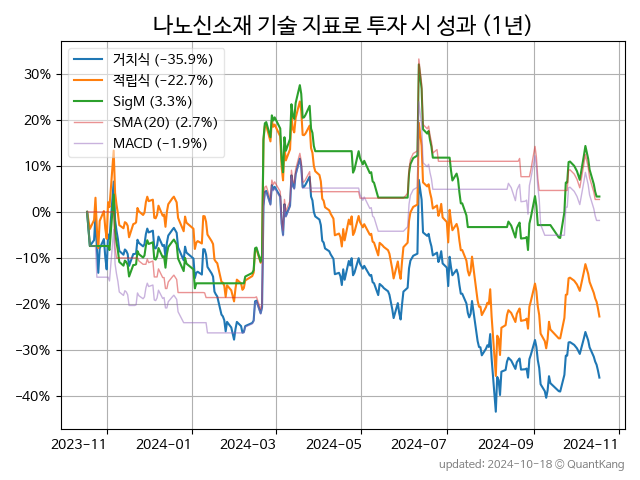 나노신소재 기술 지표로 투자 시 성과 (1년)
거치식 (−35.9%)
적립식 (−22.7%)
SigM (3.3%)
SMA(20) (2.7%)
MACD (−1.9%)
30%
20%
10%
0%
−10%
−20%
−30%
−40%
2023-11 2024-01 2024-03 2024-05 2024-07 2024-09 2024-11
updated: 2024-10-18 © QuantKang